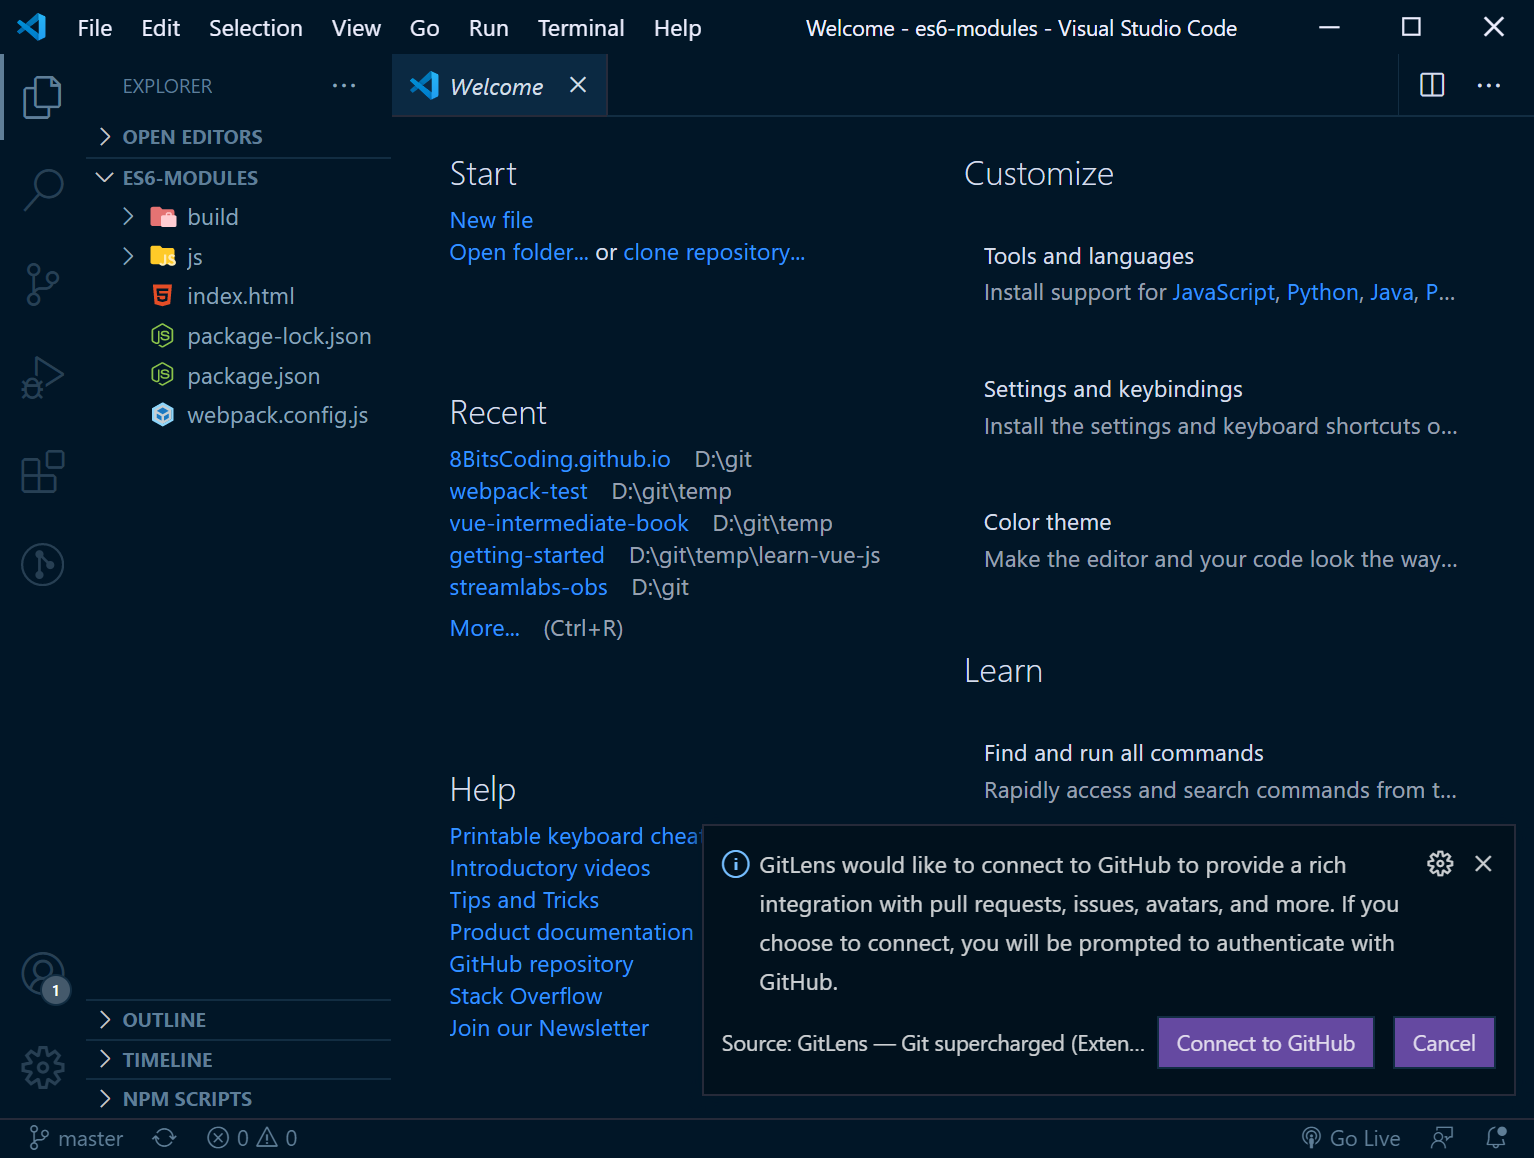 File Edit Selection View Go Run Terminal Help Welcome - es6-modules - Visual Studio Code
EXPLORER ...
OPEN EDITORS
ES6-MODULES
build
js
index.html
package-lock.json
package.json
webpack.config.js
OUTLINE
TIMELINE
NPM SCRIPTS
1
Welcome
Start
New file
Open folder... or clone repository...
Recent
8BitsCoding.github.io D:\git
webpack-test D:\git\temp
vue-intermediate-book D:\git\temp
getting-started D:\git\temp\learn-vue-js
streamlabs-obs D:\git
More... (Ctrl+R)
Help
Printable keyboard
Introductory videos
Tips and Tricks
Product documentation
GitHub repository
Stack Overflow
Join our Newsletter
Customize
Tools and languages
Install support for JavaScript, Python, Java, P...
Settings and keybindings
Install the settings and keyboard shortcuts o...
Color theme
Make the editor and your code look the way...
Learn
Find and run all commands
Rapidly access and search commands from t...
GitLens would like to connect to GitHub to provide a rich
integration with pull requests, issues, avatars, and more. If you
choose to connect, you will be prompted to authenticate with
GitHub.
Source: GitLens — Git supercharged (Exten... Connect to GitHub Cancel
master 0 0 Go Live